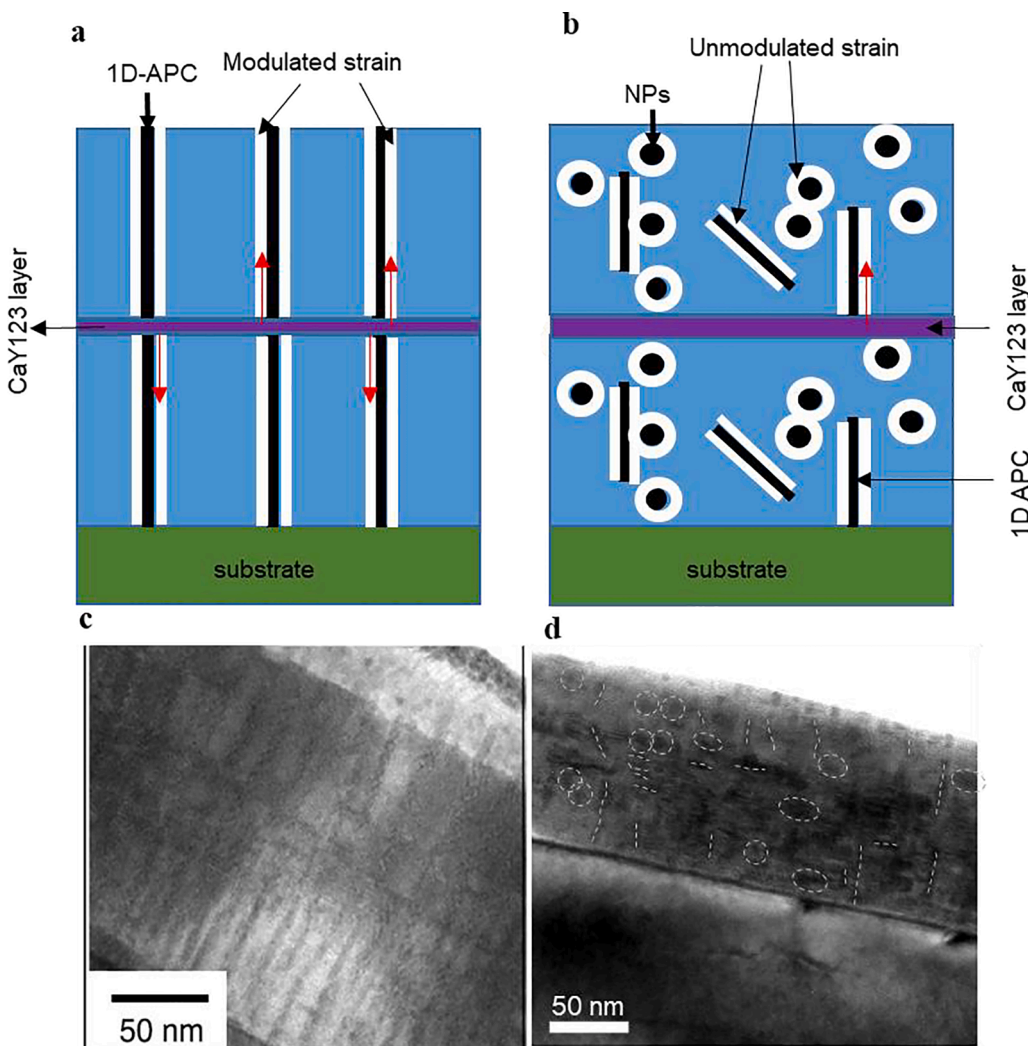 a
1D-APC
Modulated strain
CaY123 layer
substrate
b
Unmodulated strain
NPs
CaY123 layer
1D APC
substrate
c
50 nm
d
50 nm